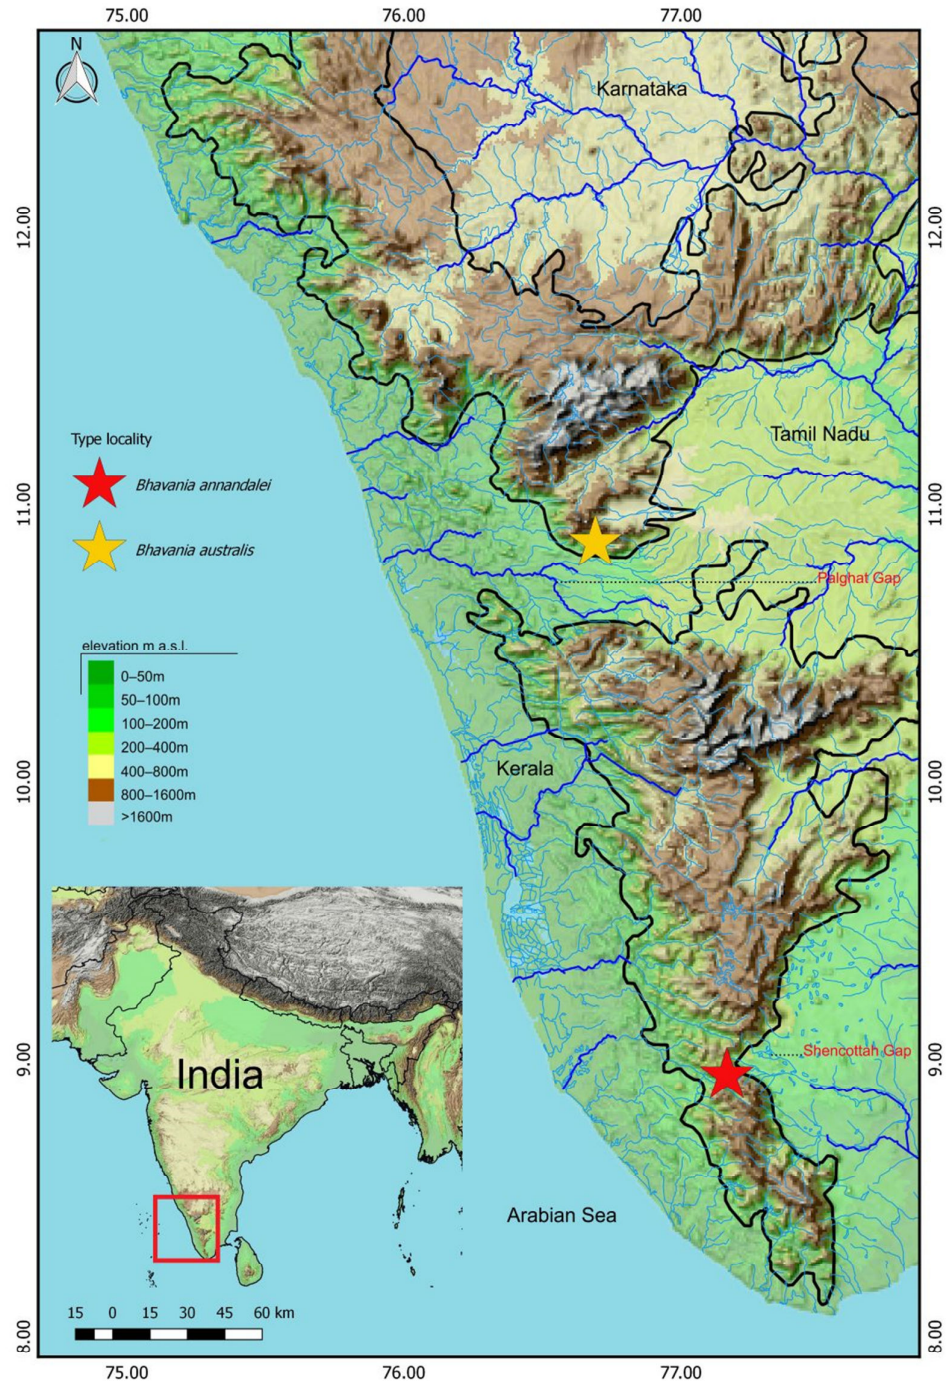 75.00 76.00 77.00
N
Karnataka
12.00 12.00
Type locality
Tamil Nadu
Bhavania annandalei
11.00 11.00
Bhavania australis
Palghat Gap
elevation m a.s.l.
0–50m
50–100m
100–200m
200–400m
400–800m
800–1600m
>1600m
Kerala
10.00 10.00
India
9.00 9.00
Shencottah Gap
Arabian Sea
15 0 15 30 45 60 km
8.00 8.00
75.00 76.00 77.00